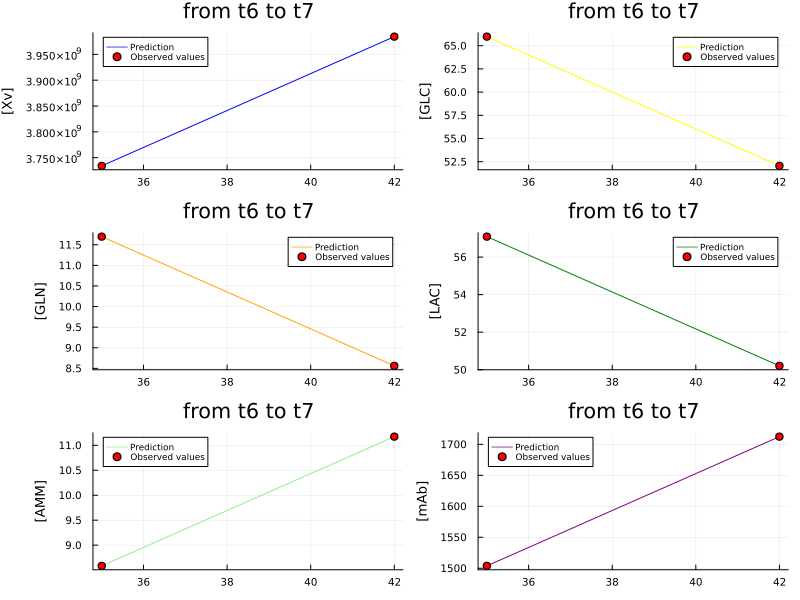 from t6 to t7
[Xv]
3.950×10⁹
3.900×10⁹
3.850×10⁹
3.800×10⁹
3.750×10⁹
Prediction
Observed values
36 38 40 42
from t6 to t7
[GLC]
65.0
62.5
60.0
57.5
55.0
52.5
Prediction
Observed values
36 38 40 42
from t6 to t7
[GLN]
11.5
11.0
10.5
10.0
9.5
9.0
8.5
Prediction
Observed values
36 38 40 42
from t6 to t7
[LAC]
56
54
52
50
Prediction
Observed values
36 38 40 42
from t6 to t7
[AMM]
11.0
10.5
10.0
9.5
9.0
Prediction
Observed values
36 38 40 42
from t6 to t7
[mAb]
1700
1650
1600
1550
1500
Prediction
Observed values
36 38 40 42